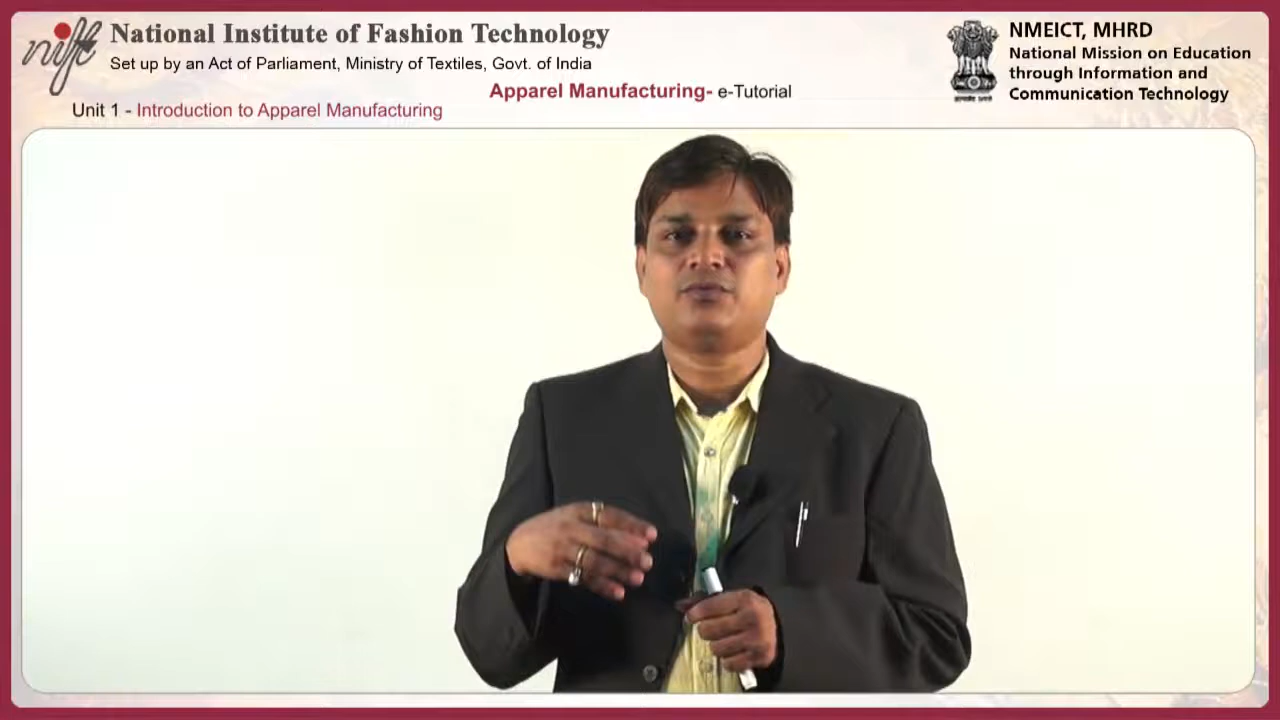 nift
National Institute of Fashion Technology
Set up by an Act of Parliament, Ministry of Textiles, Govt. of India
NMEICT, MHRD
National Mission on Education
through Information and
Communication Technology
Apparel Manufacturing- e-Tutorial
Unit 1 - Introduction to Apparel Manufacturing